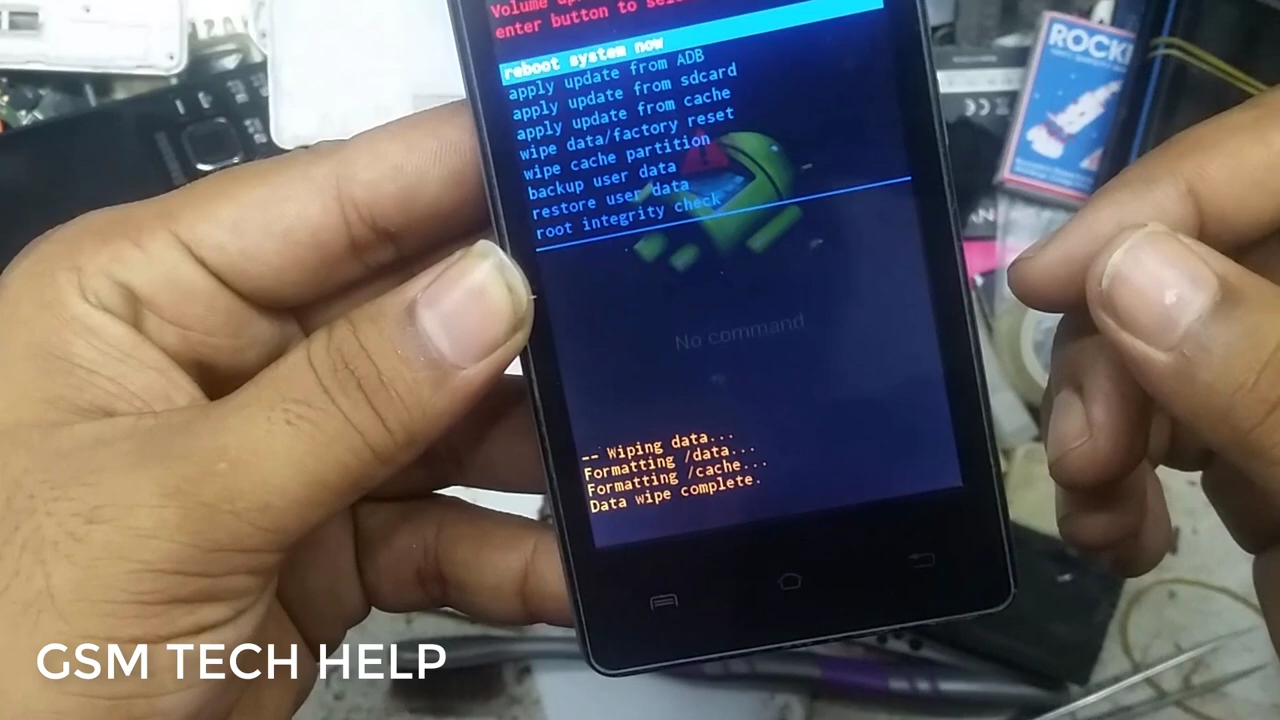 Volume up
enter button to
reboot system now
apply update from ADB
apply update from sdcard
apply update from cache
wipe data/factory reset
wipe cache partition
backup user data
restore user data
root integrity check
No command
-- Wiping data...
Formatting /data...
Formatting /cache...
Data wipe complete.
ROCK
GSM TECH HELP